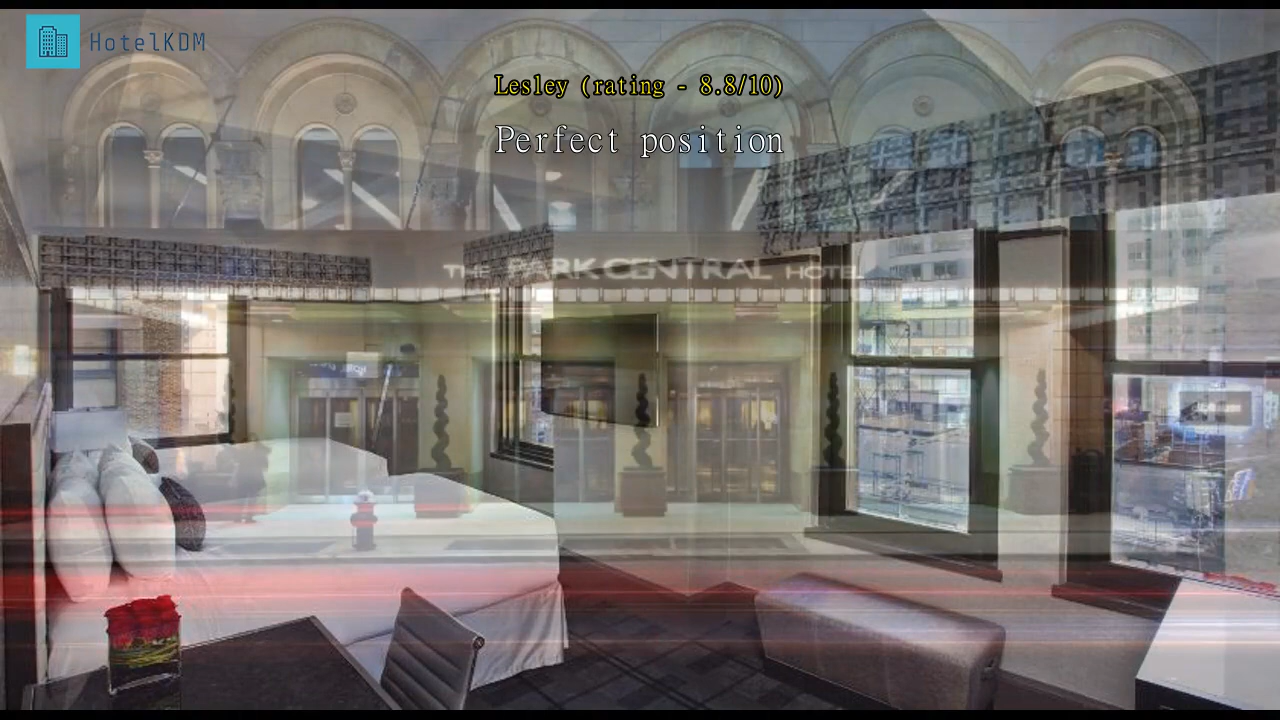 HotelKDM
Lesley (rating - 8.8/10)
Perfect position
THE PARK CENTRAL HOTEL